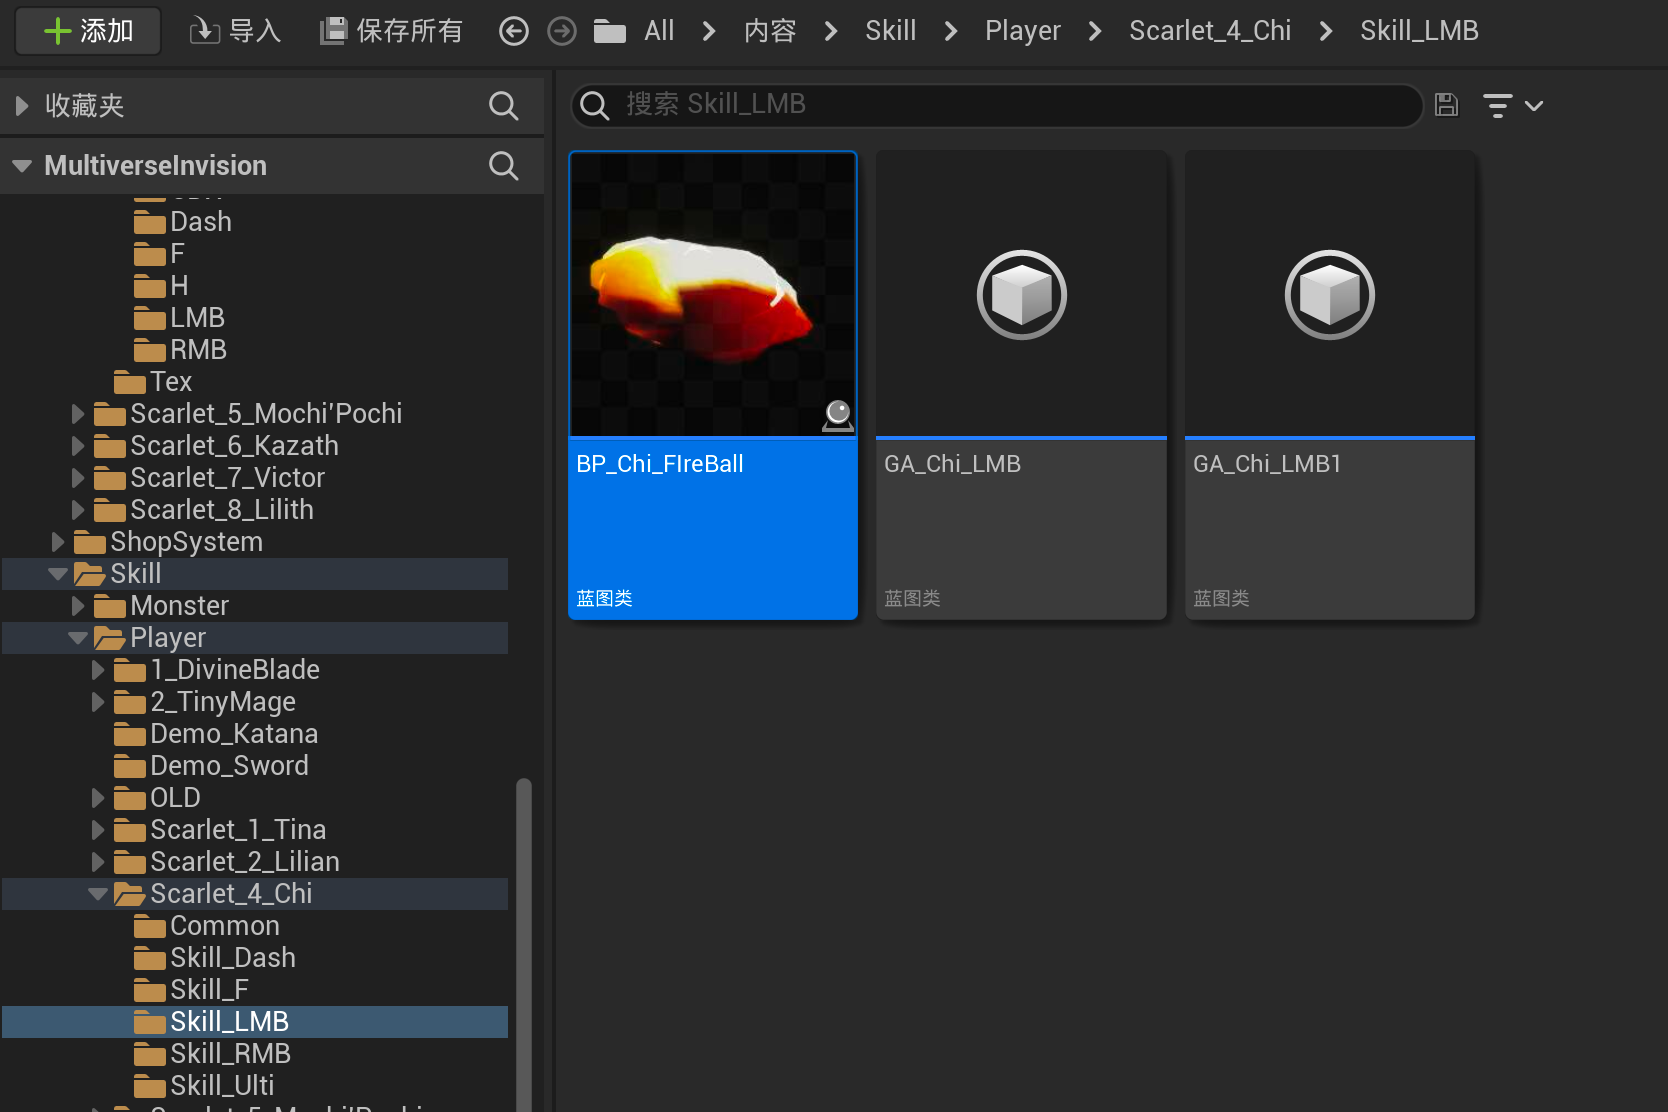 添加
导入
保存所有
All
内容
Skill
Player
Scarlet_4_Chi
Skill_LMB
收藏夹
MultiverseInvision
Dash
F
H
LMB
RMB
Tex
Scarlet_5_Mochi'Pochi
Scarlet_6_Kazath
Scarlet_7_Victor
Scarlet_8_Lilith
ShopSystem
Skill
Monster
Player
1_DivineBlade
2_TinyMage
Demo_Katana
Demo_Sword
OLD
Scarlet_1_Tina
Scarlet_2_Lilian
Scarlet_4_Chi
Common
Skill_Dash
Skill_F
Skill_LMB
Skill_RMB
Skill_Ulti
Scarlet_5_Mochi'Pochi
搜索 Skill_LMB
BP_Chi_FIreBall
蓝图类
GA_Chi_LMB
蓝图类
GA_Chi_LMB1
蓝图类